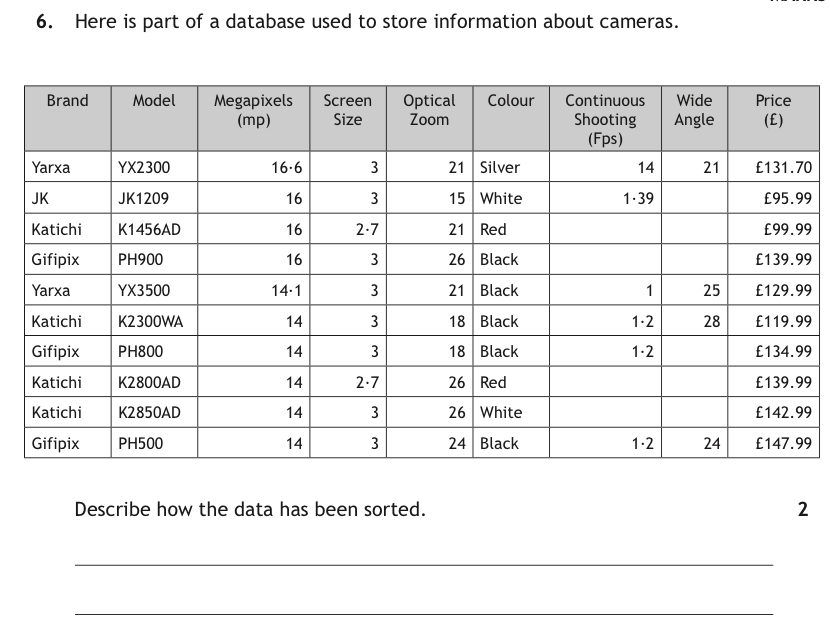 6. Here is part of a database used to store information about cameras.
Brand Model Megapixels (mp) Screen Size Optical Zoom Colour Continuous Shooting (Fps) Wide Angle Price (£)
Yarxa YX2300 16·6 3 21 Silver 14 21 £131.70
JK JK1209 16 3 15 White 1·39 £95.99
Katichi K1456AD 16 2·7 21 Red £99.99
Gifipix PH900 16 3 26 Black £139.99
Yarxa YX3500 14·1 3 21 Black 1 25 £129.99
Katichi K2300WA 14 3 18 Black 1·2 28 £119.99
Gifipix PH800 14 3 18 Black 1·2 £134.99
Katichi K2800AD 14 2·7 26 Red £139.99
Katichi K2850AD 14 3 26 White £142.99
Gifipix PH500 14 3 24 Black 1·2 24 £147.99
Describe how the data has been sorted. 2